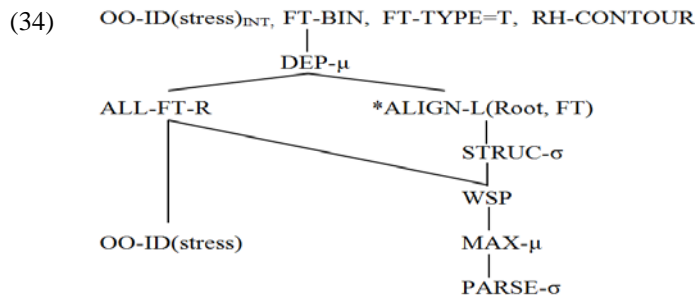 (34) OO-ID(stress)INT, FT-BIN, FT-TYPE=T, RH-CONTOUR
DEP-μ
ALL-FT-R *ALIGN-L(Root, FT)
STRUC-σ
WSP
OO-ID(stress) MAX-μ
PARSE-σ